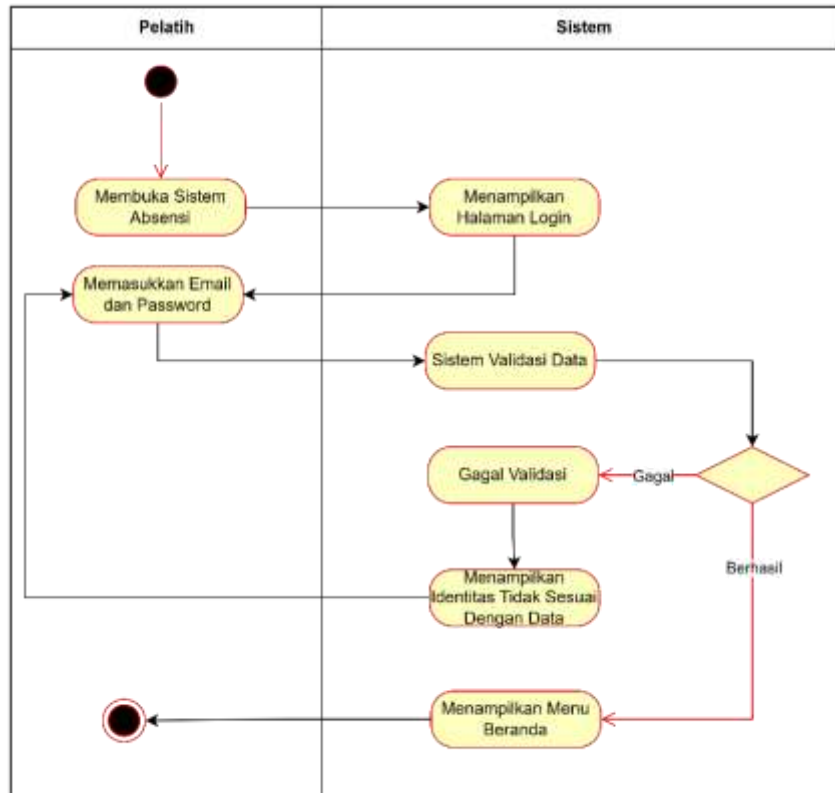 Pelatih
Sistem
Membuka Sistem
Absensi
Menampilkan
Halaman Login
Memasukkan Email
dan Password
Sistem Validasi Data
Gagal Validasi
Gagal
Berhasil
Menampilkan
Identitas Tidak Sesuai
Dengan Data
Menampilkan Menu
Beranda